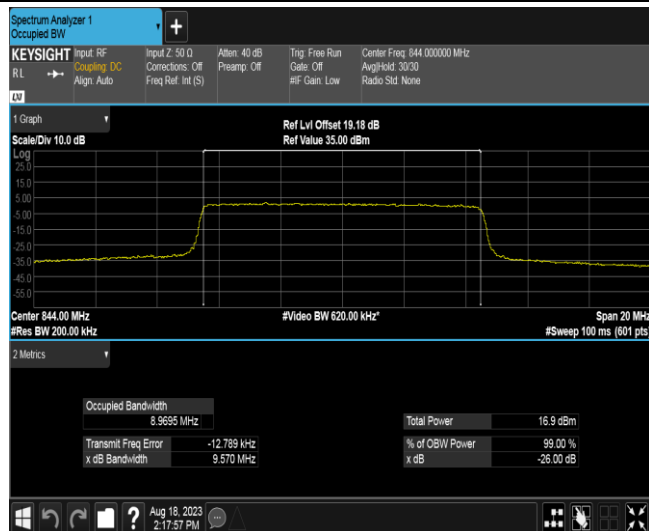 Spectrum Analyzer 1
Occupied BW
+
KEYSIGHT Input: RF Input Z: 50 Ω Atten: 40 dB Trig: Free Run Center Freq: 844.000000 MHz
RL Coupling: DC Corrections: Off Preamp: Off Gate: Off Avg|Hold: 30/30
Align: Auto Freq Ref: Int (S) #IF Gain: Low Radio Std: None
LXI
1 Graph
Ref Lvl Offset 19.18 dB
Scale/Div 10.0 dB Ref Value 35.00 dBm
Log
25.0
15.0
5.00
-5.00
-15.0
-25.0
-35.0
-45.0
-55.0
Center 844.00 MHz #Video BW 620.00 kHz* Span 20 MHz
#Res BW 200.00 kHz #Sweep 100 ms (601 pts)
2 Metrics
Occupied Bandwidth
8.9695 MHz Total Power 16.9 dBm
Transmit Freq Error -12.789 kHz % of OBW Power 99.00 %
x dB Bandwidth 9.570 MHz x dB -26.00 dB
? Aug 18, 2023
2:17:57 PM